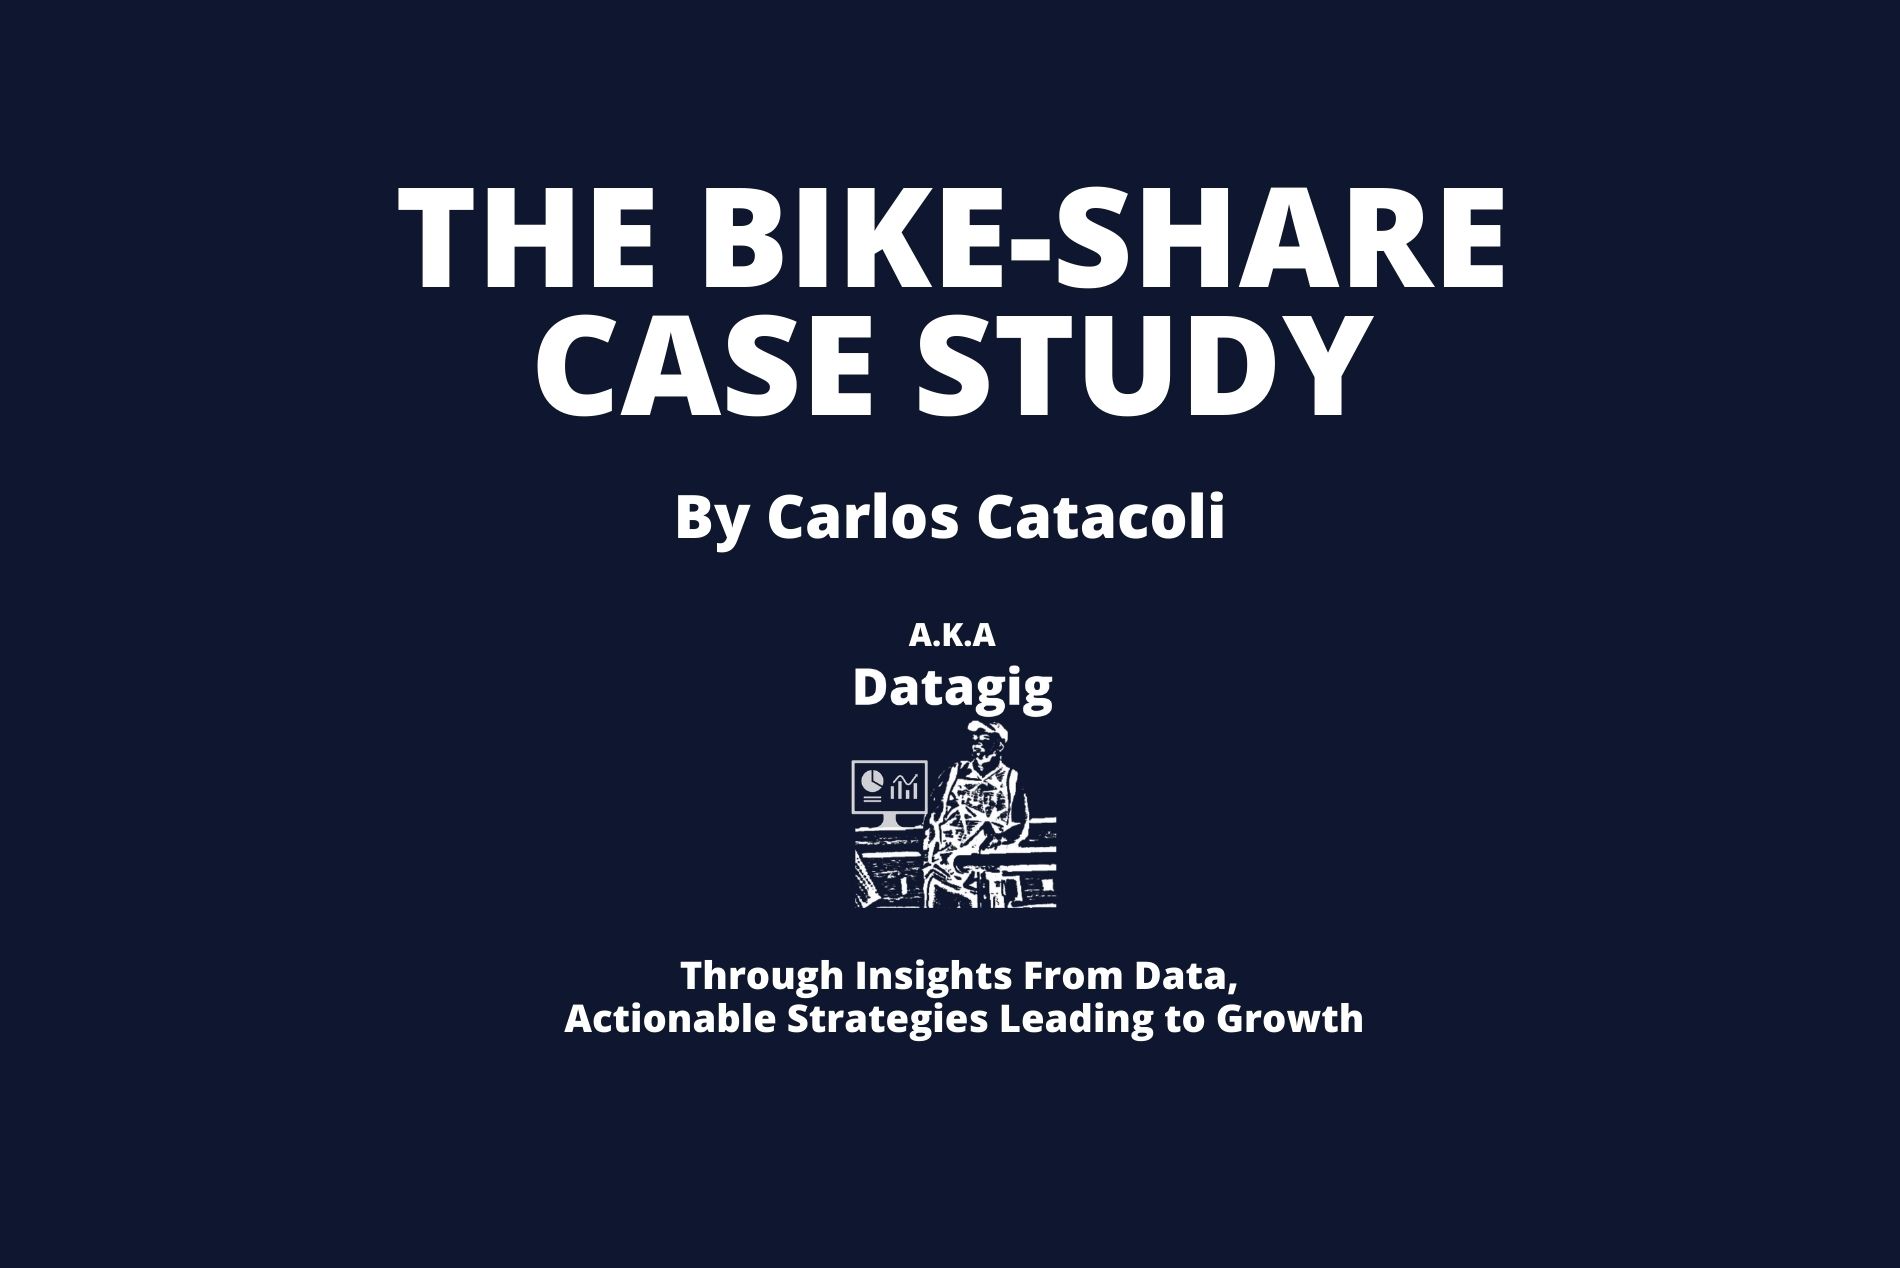 THE BIKE-SHARE
CASE STUDY
By Carlos Catacoli
A.K.A
Datagig
Through Insights From Data,
Actionable Strategies Leading to Growth